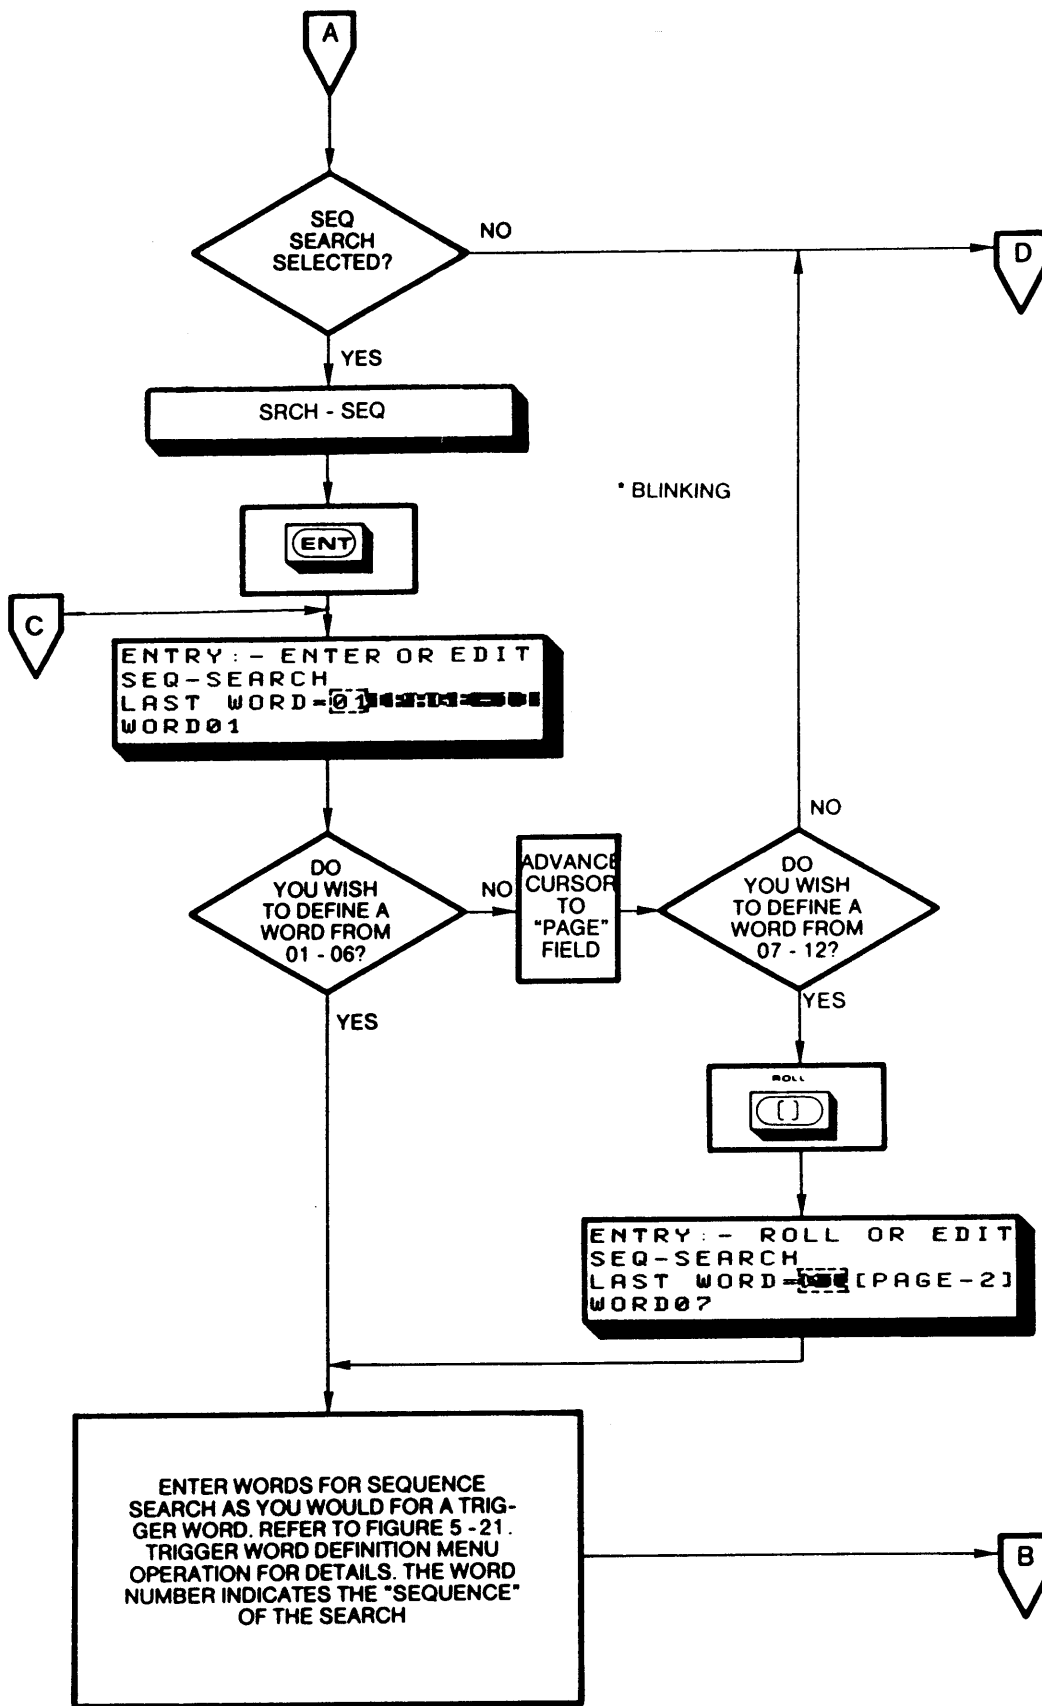 A
SEQ
SEARCH
SELECTED?
NO
D
YES
SRCH - SEQ
* BLINKING
ENT
C
ENTRY:- ENTER OR EDIT
SEQ-SEARCH
LAST WORD=01
WORD01
NO
DO
YOU WISH
TO DEFINE A
WORD FROM
01 - 06?
NO
ADVANCE
CURSOR
TO
"PAGE"
FIELD
DO
YOU WISH
TO DEFINE A
WORD FROM
07 - 12?
YES
YES
ROLL
[ ]
ENTRY:- ROLL OR EDIT
SEQ-SEARCH
LAST WORD= [PAGE-2]
WORD07
ENTER WORDS FOR SEQUENCE
SEARCH AS YOU WOULD FOR A TRIG-
GER WORD. REFER TO FIGURE 5 - 21.
TRIGGER WORD DEFINITION MENU
OPERATION FOR DETAILS. THE WORD
NUMBER INDICATES THE "SEQUENCE"
OF THE SEARCH
B